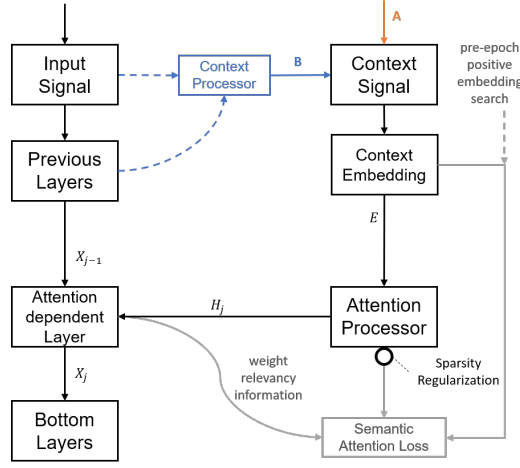 A
Input
Signal
Context
Processor
B
Context
Signal
pre-epoch
positive
embedding
search
Previous
Layers
Context
Embedding
E
X_{j-1}
Attention
dependent
Layer
H_j
Attention
Processor
X_j
weight
relevancy
information
Sparsity
Regularization
Bottom
Layers
Semantic
Attention Loss